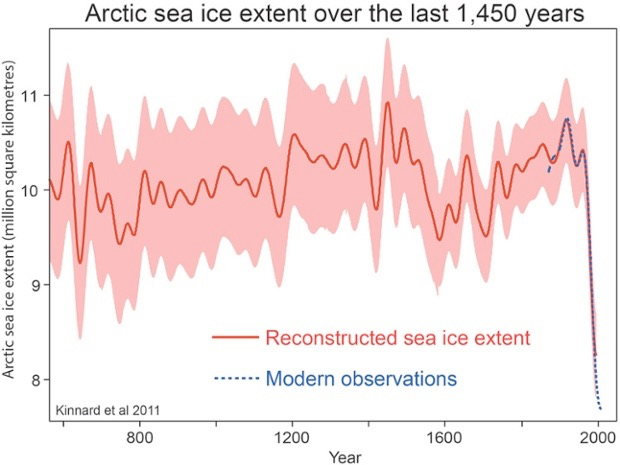 Arctic sea ice extent over the last 1,450 years
Arctic sea ice extent (million square kilometres)
11
10
9
8
Reconstructed sea ice extent
Modern observations
Kinnard et al 2011
800
1200
1600
2000
Year